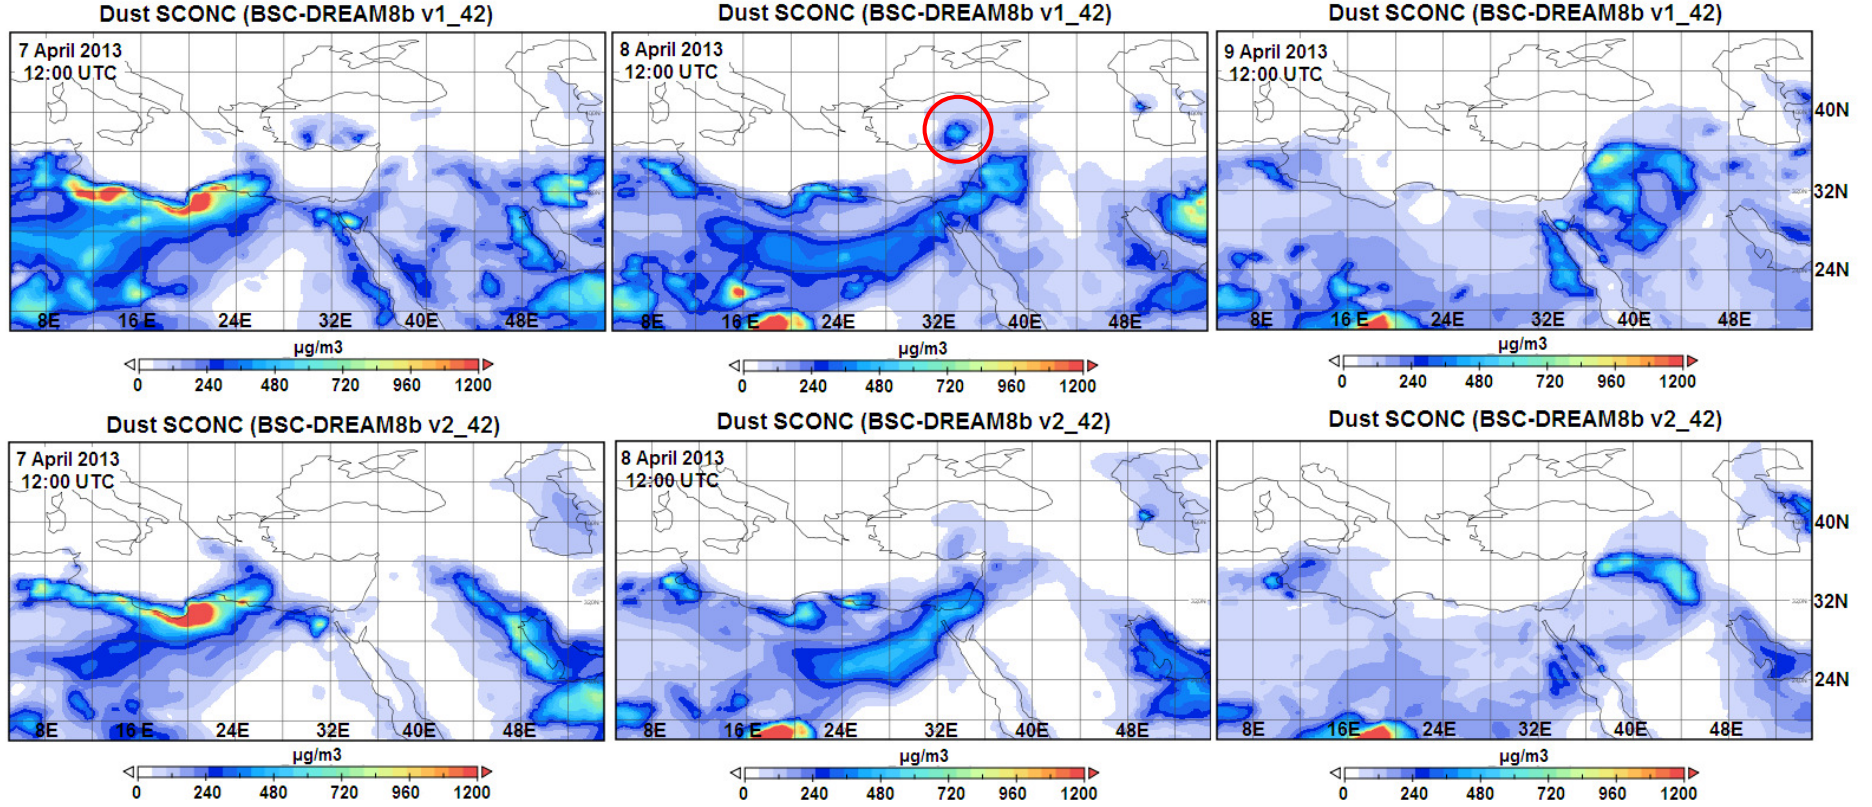 Dust SCONC (BSC-DREAM8b v1_42)
7 April 2013
12:00 UTC
8E 16 E 24E 32E 40E 48E
µg/m3
0 240 480 720 960 1200
Dust SCONC (BSC-DREAM8b v1_42)
8 April 2013
12:00 UTC
8E 16E 24E 32E 40E 48E
µg/m3
0 240 480 720 960 1200
Dust SCONC (BSC-DREAM8b v1_42)
9 April 2013
12:00 UTC
40N
32N
24N
8E 16E 24E 32E 40E 48E
µg/m3
0 240 480 720 960 1200
Dust SCONC (BSC-DREAM8b v2_42)
7 April 2013
12:00 UTC
8E 16 E 24E 32E 40E 48E
µg/m3
0 240 480 720 960 1200
Dust SCONC (BSC-DREAM8b v2_42)
8 April 2013
12:00 UTC
8E 16E 24E 32E 40E 48E
µg/m3
0 240 480 720 960 1200
Dust SCONC (BSC-DREAM8b v2_42)
40N
32N
24N
8E 16E 24E 32E 40E 48E
µg/m3
0 240 480 720 960 1200